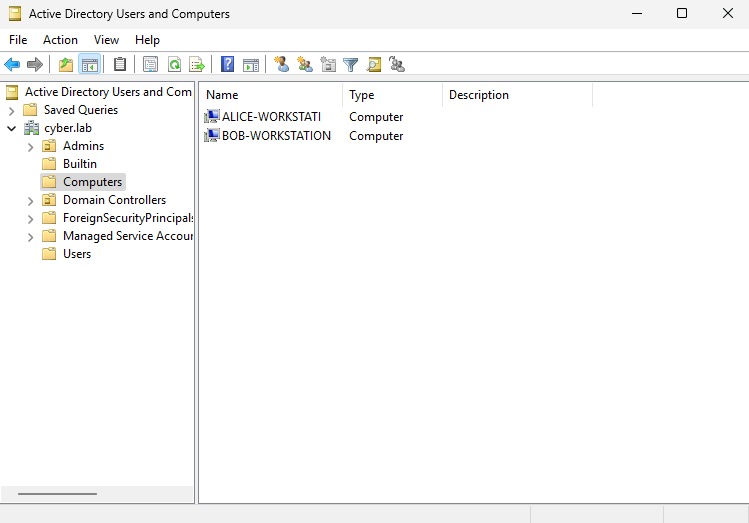 Active Directory Users and Computers
File Action View Help
Active Directory Users and Com
Saved Queries
cyber.lab
Admins
Builtin
Computers
Domain Controllers
ForeignSecurityPrincipals
Managed Service Accour
Users
Name Type Description
ALICE-WORKSTATI Computer
BOB-WORKSTATION Computer